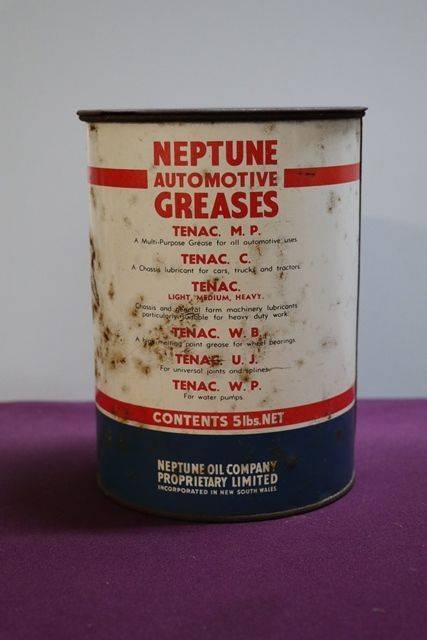 NEPTUNE
AUTOMOTIVE
GREASES
TENAC. M. P.
A Multi-Purpose Grease for all automotive uses
TENAC. C.
A Chassis lubricant for cars, trucks and tractors
TENAC.
LIGHT, MEDIUM, HEAVY.
Chassis and general farm machinery lubricants
particularly suitable for heavy duty work
TENAC. W. B.
A high melting point grease for wheel bearings.
TENAC. U. J.
For universal joints and splines.
TENAC. W. P.
For water pumps.
CONTENTS 5 lbs. NET
NEPTUNE OIL COMPANY
PROPRIETARY LIMITED
INCORPORATED IN NEW SOUTH WALES